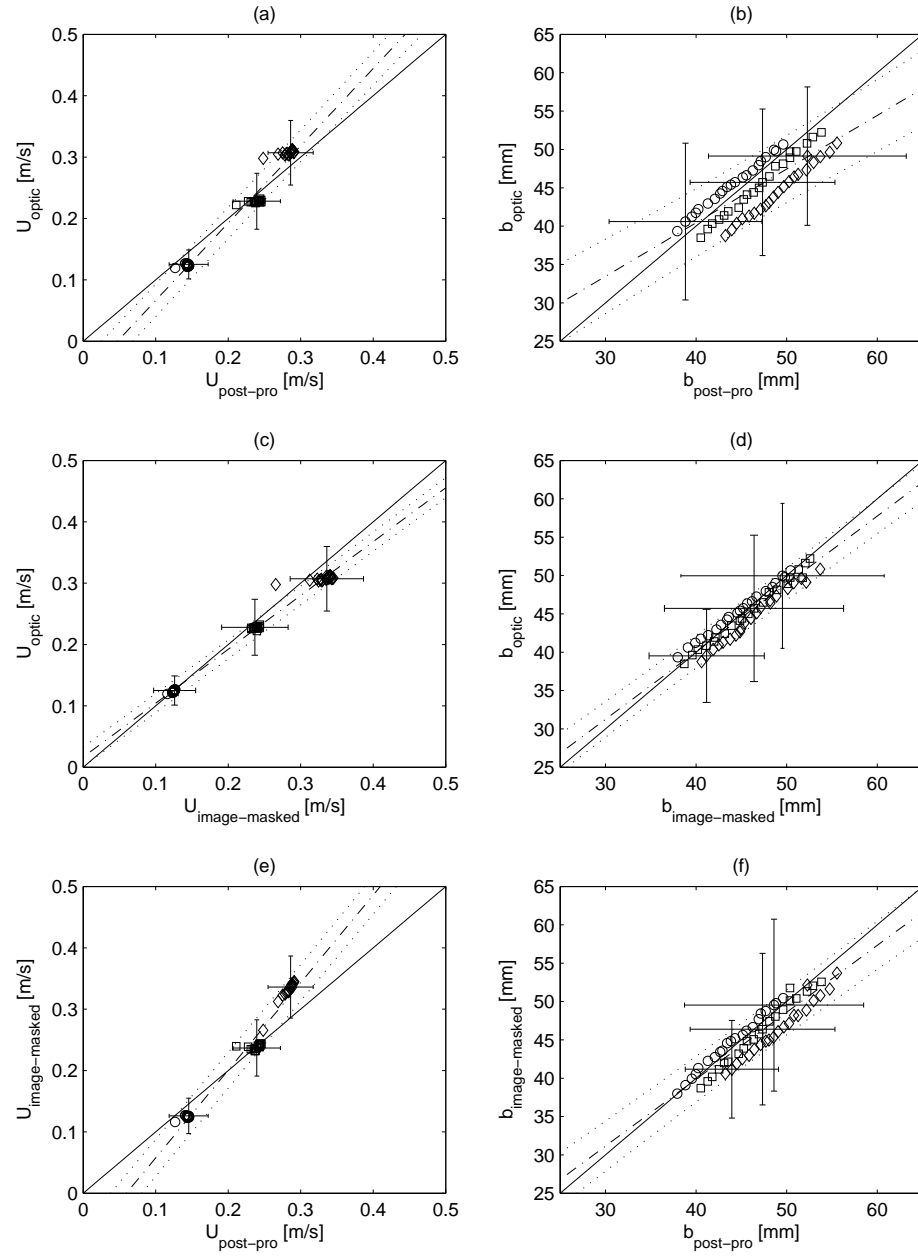 (a)
0.5
0.4
0.3
0.2
0.1
0
0 0.1 0.2 0.3 0.4 0.5
U_optic [m/s]
U_post−pro [m/s]
(b)
65
60
55
50
45
40
35
30
25
30 40 50 60
b_optic [mm]
b_post−pro [mm]
(c)
0.5
0.4
0.3
0.2
0.1
0
0 0.1 0.2 0.3 0.4 0.5
U_optic [m/s]
U_image−masked [m/s]
(d)
65
60
55
50
45
40
35
30
25
30 40 50 60
b_optic [mm]
b_image−masked [mm]
(e)
0.5
0.4
0.3
0.2
0.1
0
0 0.1 0.2 0.3 0.4 0.5
U_image−masked [m/s]
U_post−pro [m/s]
(f)
65
60
55
50
45
40
35
30
25
30 40 50 60
b_image−masked [mm]
b_post−pro [mm]